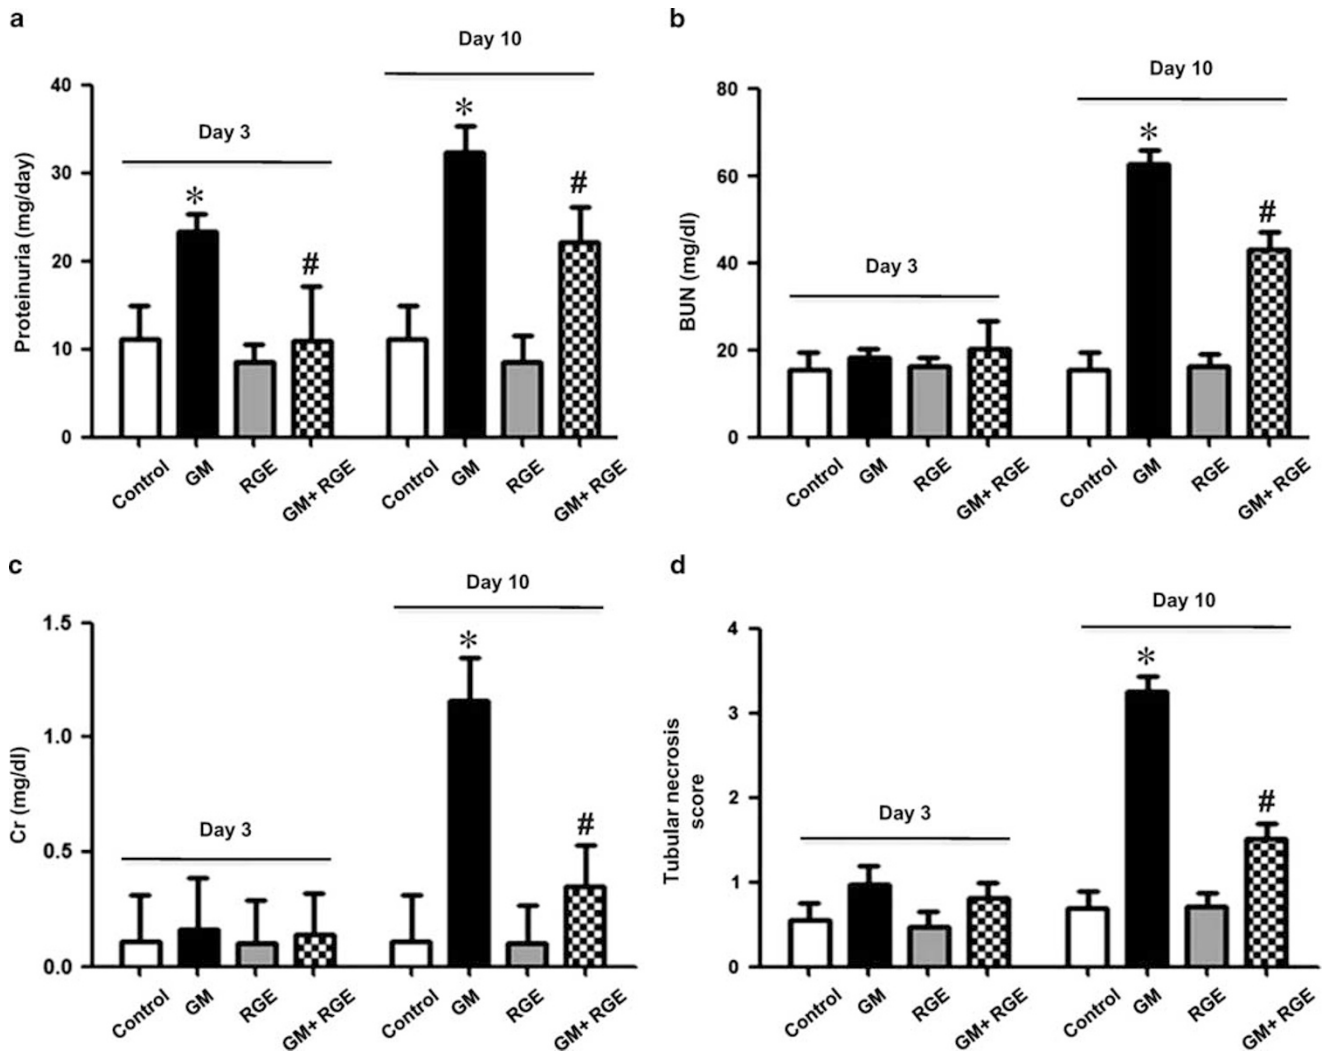 a
Day 10
Day 3
Proteinuria (mg/day)
40
30
20
10
0
*
#
*
#
Control
GM
RGE
GM+ RGE
Control
GM
RGE
GM+ RGE
b
Day 10
Day 3
BUN (mg/dl)
80
60
40
20
0
*
#
Control
GM
RGE
GM+ RGE
Control
GM
RGE
GM+ RGE
c
Day 10
Day 3
Cr (mg/dl)
1.5
1.0
0.5
0.0
*
#
Control
GM
RGE
GM+ RGE
Control
GM
RGE
GM+ RGE
d
Day 10
Day 3
Tubular necrosis
score
4
3
2
1
0
*
#
Control
GM
RGE
GM+ RGE
Control
GM
RGE
GM+ RGE